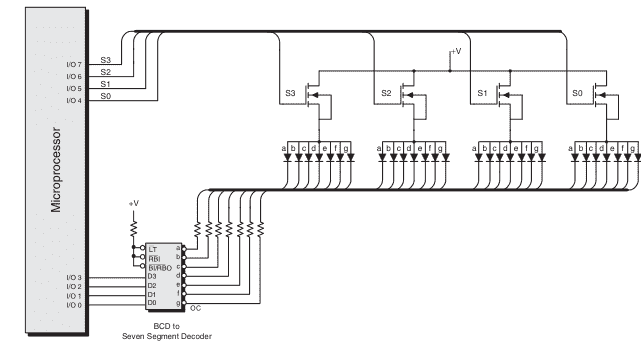 Microprocessor
I/O 7 S3
I/O 6 S2
I/O 5 S1
I/O 4 S0
+V
S3 S2 S1 S0
a b c d e f g a b c d e f g a b c d e f g a b c d e f g
+V
LT a
RBI b
BI/RBO c
I/O 3 D3 d
I/O 2 D2 e
I/O 1 D1 f
I/O 0 D0 g OC
BCD to
Seven Segment Decoder